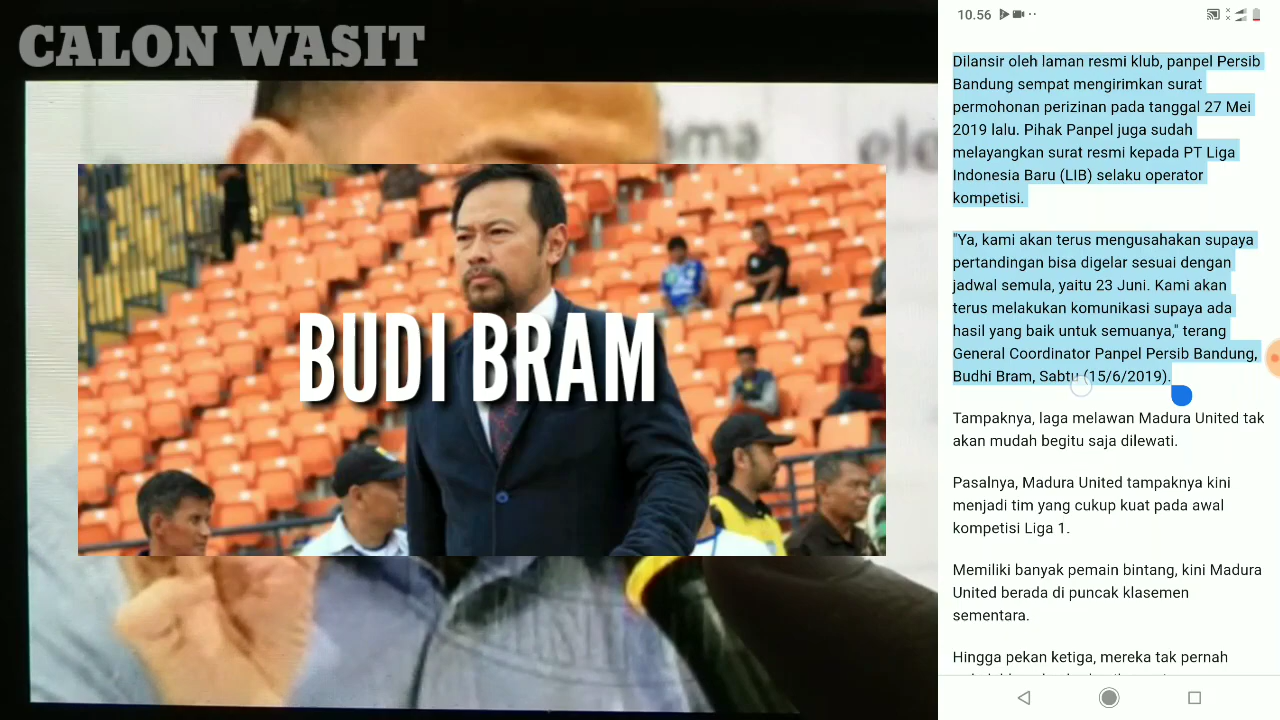 CALON WASIT
BUDI BRAM
10.56
Dilansir oleh laman resmi klub, panpel Persib
Bandung sempat mengirimkan surat
permohonan perizinan pada tanggal 27 Mei
2019 lalu. Pihak Panpel juga sudah
melayangkan surat resmi kepada PT Liga
Indonesia Baru (LIB) selaku operator
kompetisi.
"Ya, kami akan terus mengusahakan supaya
pertandingan bisa digelar sesuai dengan
jadwal semula, yaitu 23 Juni. Kami akan
terus melakukan komunikasi supaya ada
hasil yang baik untuk semuanya," terang
General Coordinator Panpel Persib Bandung,
Budhi Bram, Sabtu (15/6/2019).
Tampaknya, laga melawan Madura United tak
akan mudah begitu saja dilewati.
Pasalnya, Madura United tampaknya kini
menjadi tim yang cukup kuat pada awal
kompetisi Liga 1.
Memiliki banyak pemain bintang, kini Madura
United berada di puncak klasemen
sementara.
Hingga pekan ketiga, mereka tak pernah